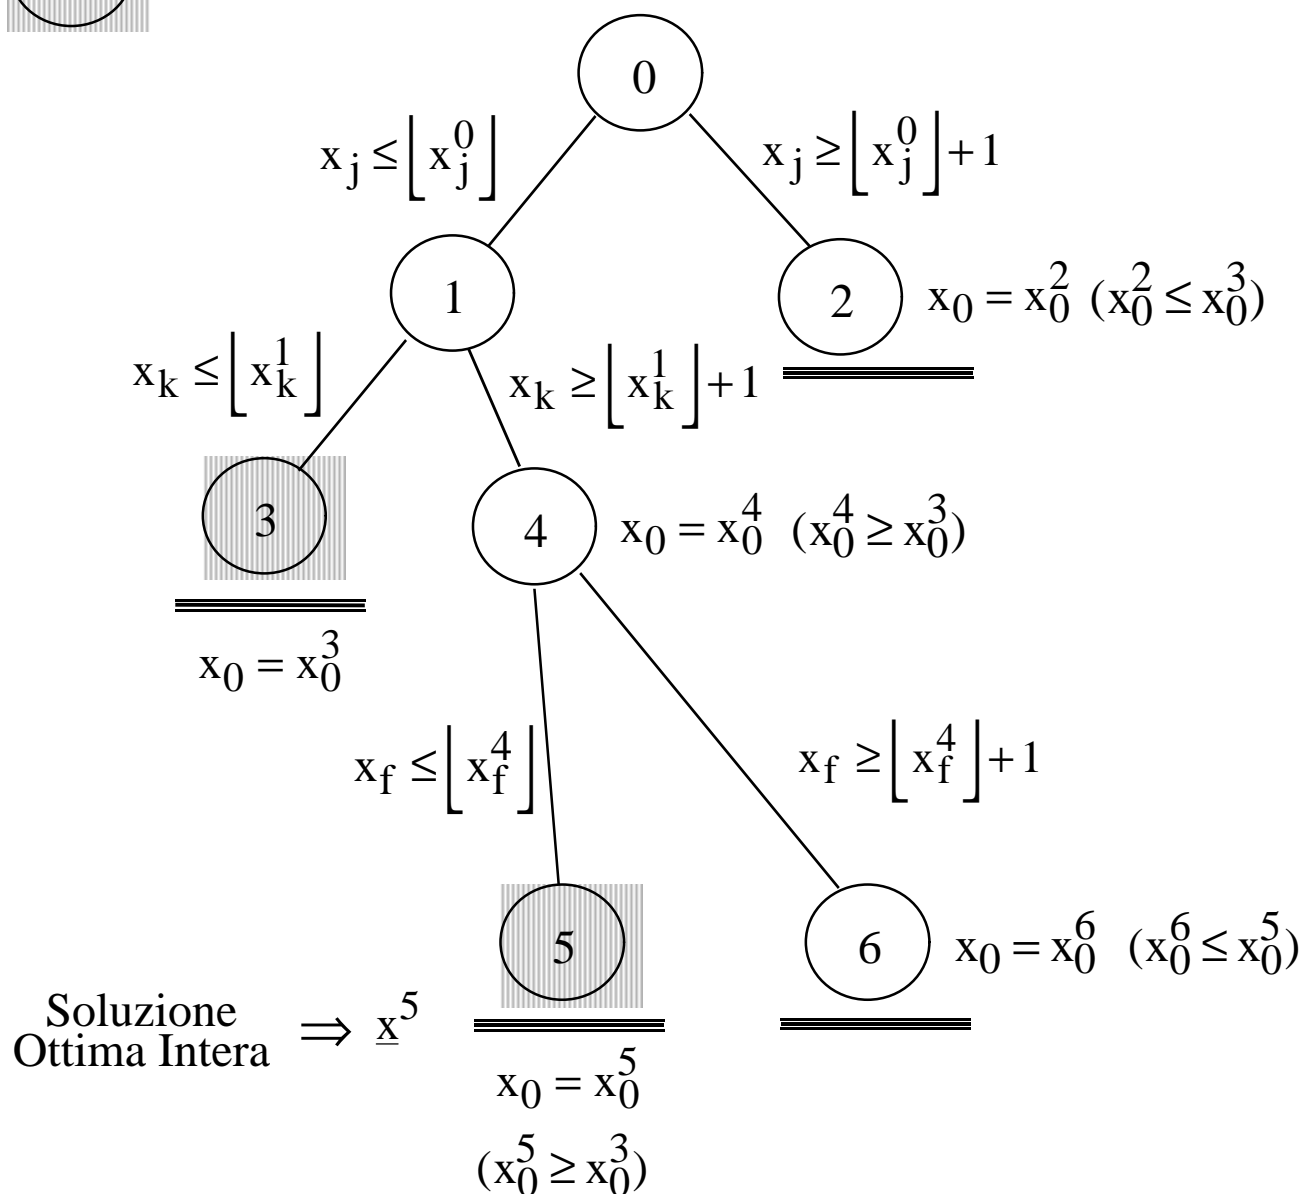 0
x_j ≤ ⌊x_j^0⌋
x_j ≥ ⌊x_j^0⌋ + 1
1
2
x_0 = x_0^2 (x_0^2 ≤ x_0^3)
x_k ≤ ⌊x_k^1⌋
x_k ≥ ⌊x_k^1⌋ + 1
3
4
x_0 = x_0^4 (x_0^4 ≥ x_0^3)
x_0 = x_0^3
x_f ≤ ⌊x_f^4⌋
x_f ≥ ⌊x_f^4⌋ + 1
5
6
x_0 = x_0^6 (x_0^6 ≤ x_0^5)
Soluzione
Ottima Intera ⇒ x^5
x_0 = x_0^5
(x_0^5 ≥ x_0^3)